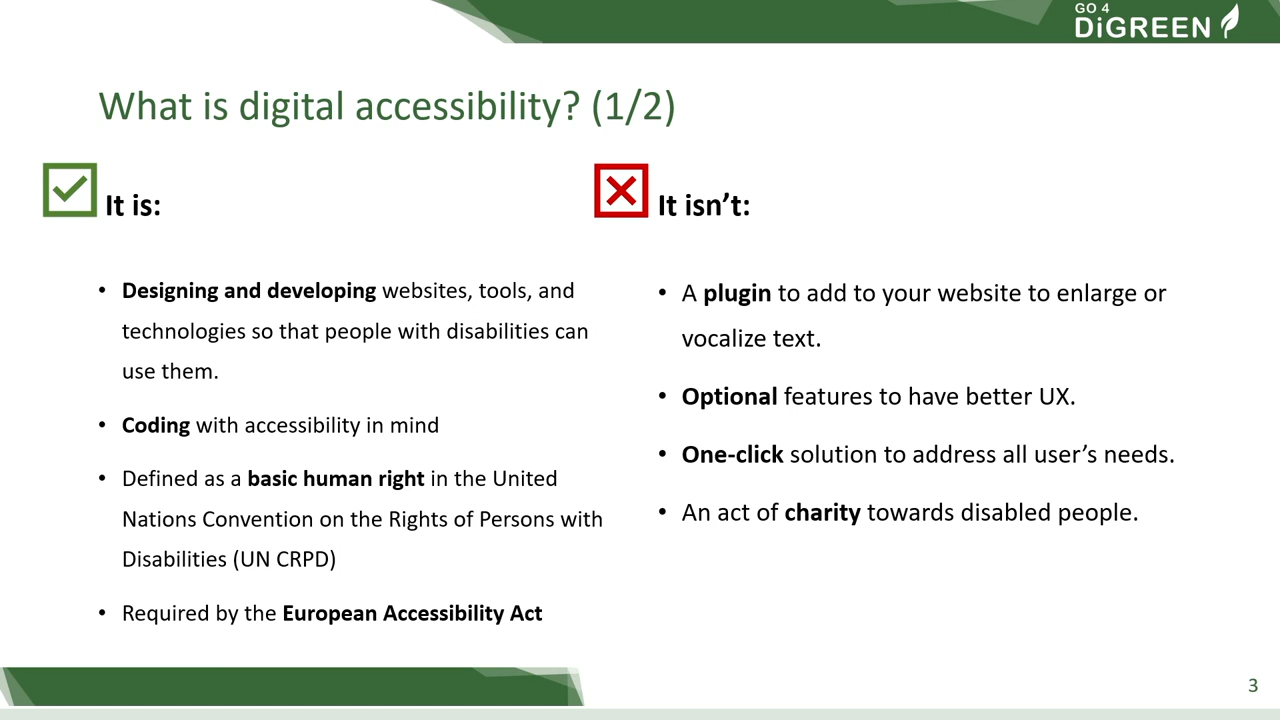 GO 4
DiGREEN
What is digital accessibility? (1/2)
It is:
• Designing and developing websites, tools, and
technologies so that people with disabilities can
use them.
• Coding with accessibility in mind
• Defined as a basic human right in the United
Nations Convention on the Rights of Persons with
Disabilities (UN CRPD)
• Required by the European Accessibility Act
It isn’t:
• A plugin to add to your website to enlarge or
vocalize text.
• Optional features to have better UX.
• One-click solution to address all user’s needs.
• An act of charity towards disabled people.
3